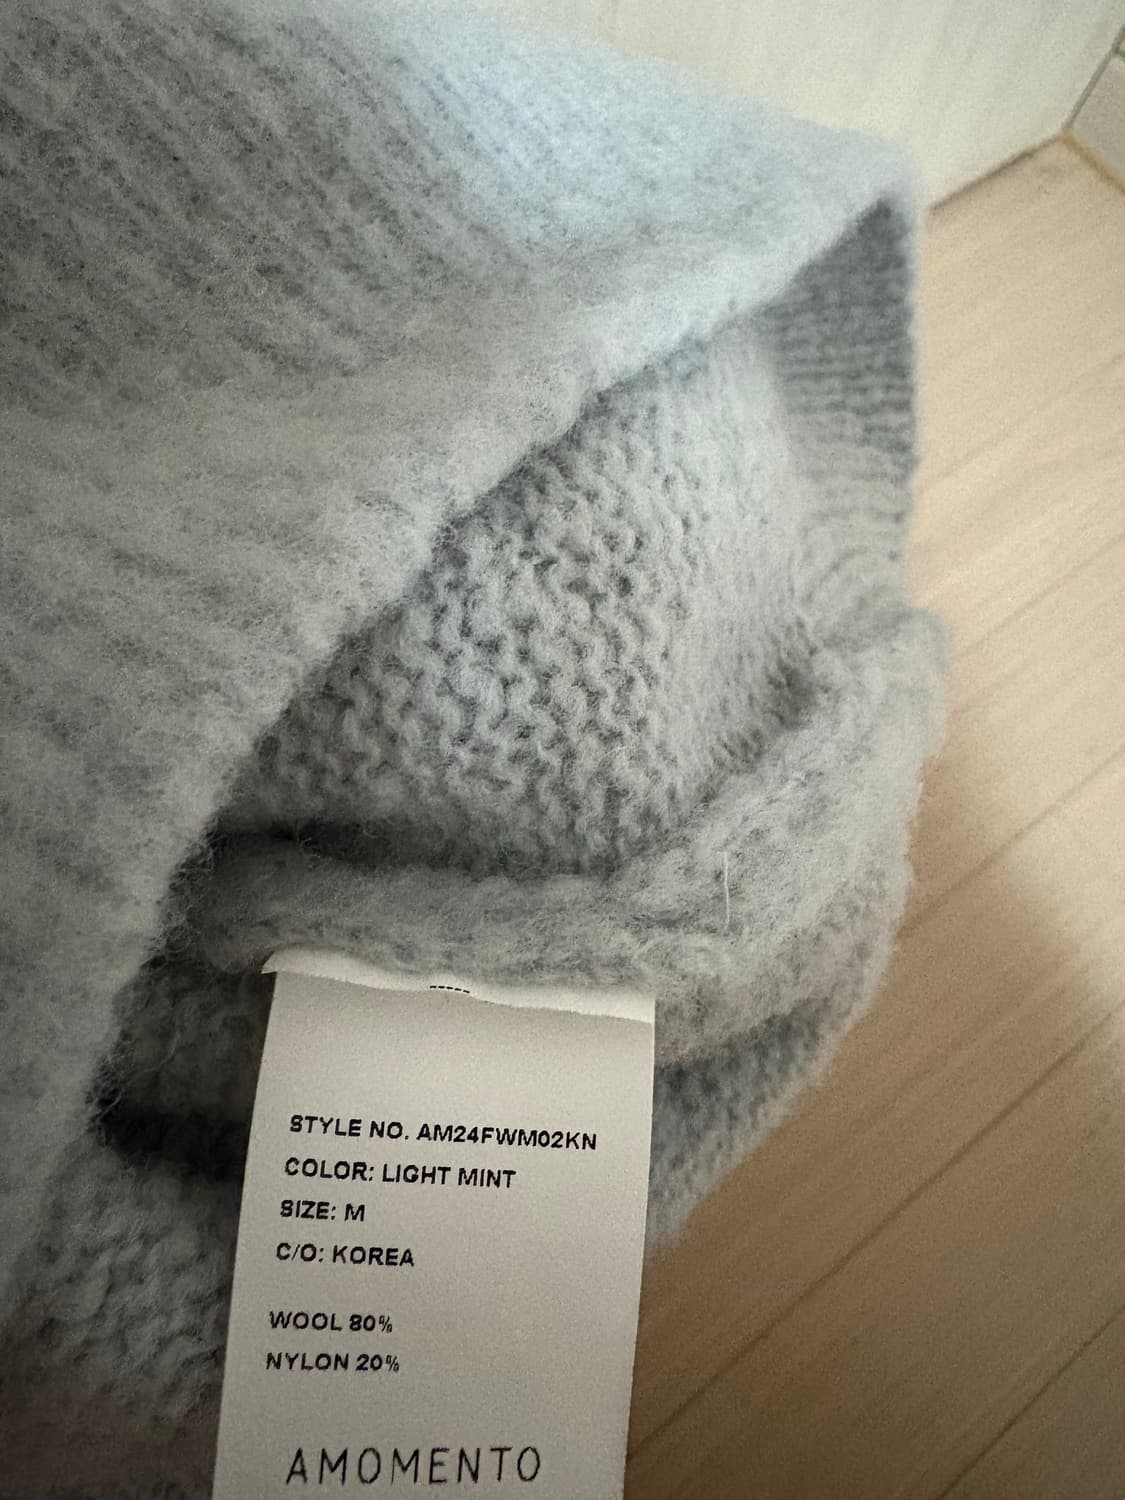 STYLE NO. AM24FWM02KN
COLOR: LIGHT MINT
SIZE: M
C/O: KOREA
WOOL 80%
NYLON 20%
AMOMENTO